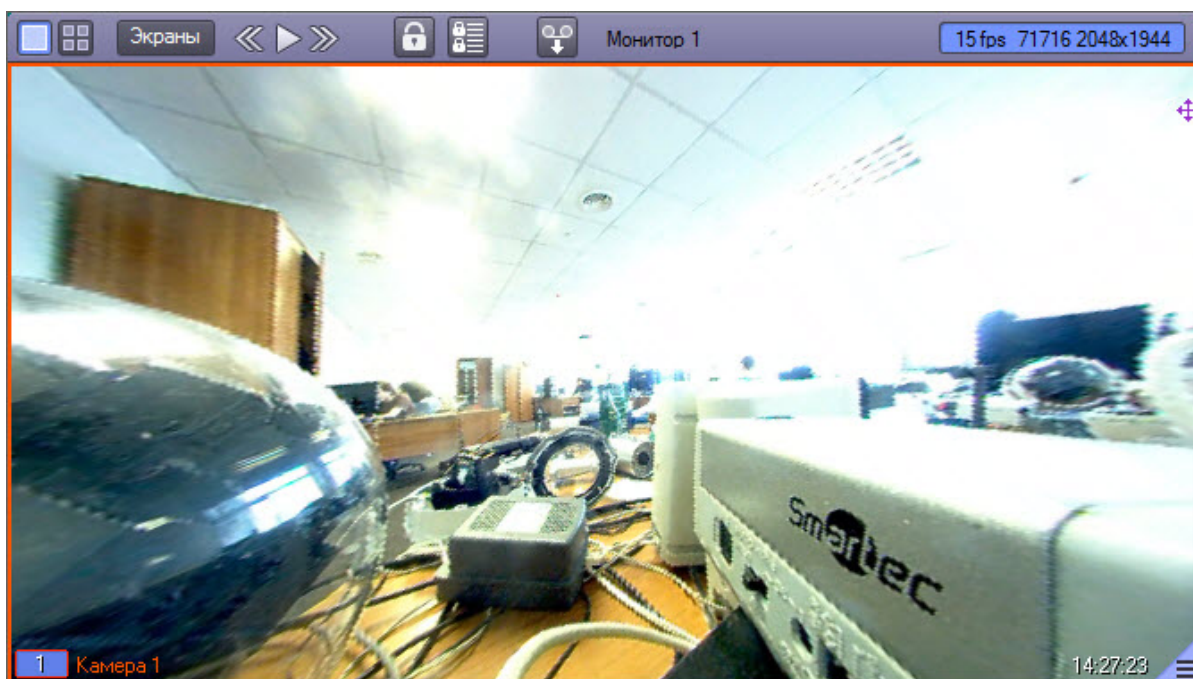 Экраны
Монитор 1
15 fps 71716 2048x1944
Smartec
1 Камера 1
14:27:23